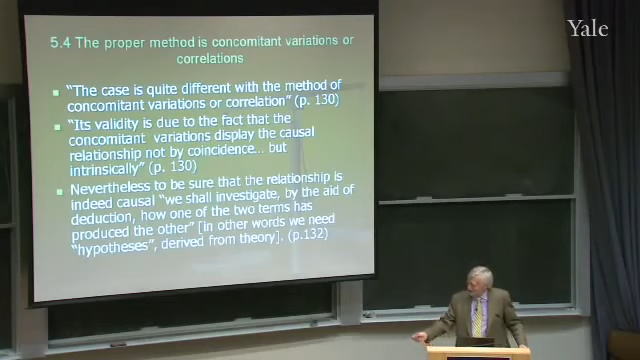 Yale
5.4 The proper method is concomitant variations or
correlations
"The case is quite different with the method of
concomitant variations or correlation" (p. 130)
"Its validity is due to the fact that the
concomitant variations display the causal
relationship not by coincidence... but
intrinsically" (p. 130)
Nevertheless to be sure that the relationship is
indeed causal "we shall investigate, by the aid of
deduction, how one of the two terms has
produced the other" [in other words we need
"hypotheses", derived from theory]. (p.132)